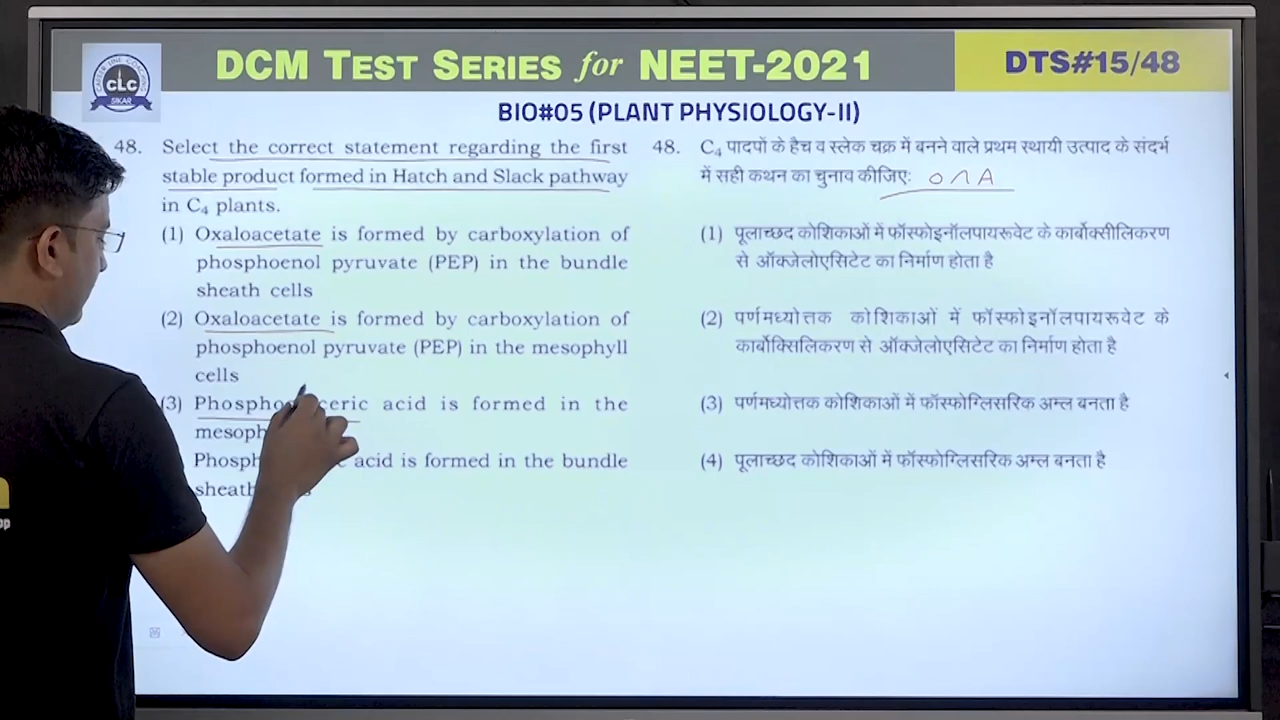 DCM TEST SERIES for NEET-2021
DTS#15/48
CLC
SIKAR
BIO#05 (PLANT PHYSIOLOGY-II)
48. Select the correct statement regarding the first
stable product formed in Hatch and Slack pathway
in C4 plants.
(1) Oxaloacetate is formed by carboxylation of
phosphoenol pyruvate (PEP) in the bundle
sheath cells
(2) Oxaloacetate is formed by carboxylation of
phosphoenol pyruvate (PEP) in the mesophyll
cells
(3) acid is formed in the
acid is formed in the bundle
48. C4 पादपों के हैच व स्लेक चक्र में बनने वाले प्रथम स्थायी उत्पाद के संदर्भ
में सही कथन का चुनाव कीजिएः OAA
(1) पूलाच्छद कोशिकाओं में फॉस्फोइनॉलपायरूवेट के कार्बोक्सीलिकरण
से ऑक्जेलोएसिटेट का निर्माण होता है
(2) पर्णमध्योत्तक कोशिकाओं में फॉस्फोइनॉलपायरूवेट के
कार्बोक्सिलिकरण से ऑक्जेलोएसिटेट का निर्माण होता है
(3) पर्णमध्योत्तक कोशिकाओं में फॉस्फोग्लिसरिक अम्ल बनता है
(4) पूलाच्छद कोशिकाओं में फॉस्फोग्लिसरिक अम्ल बनता है